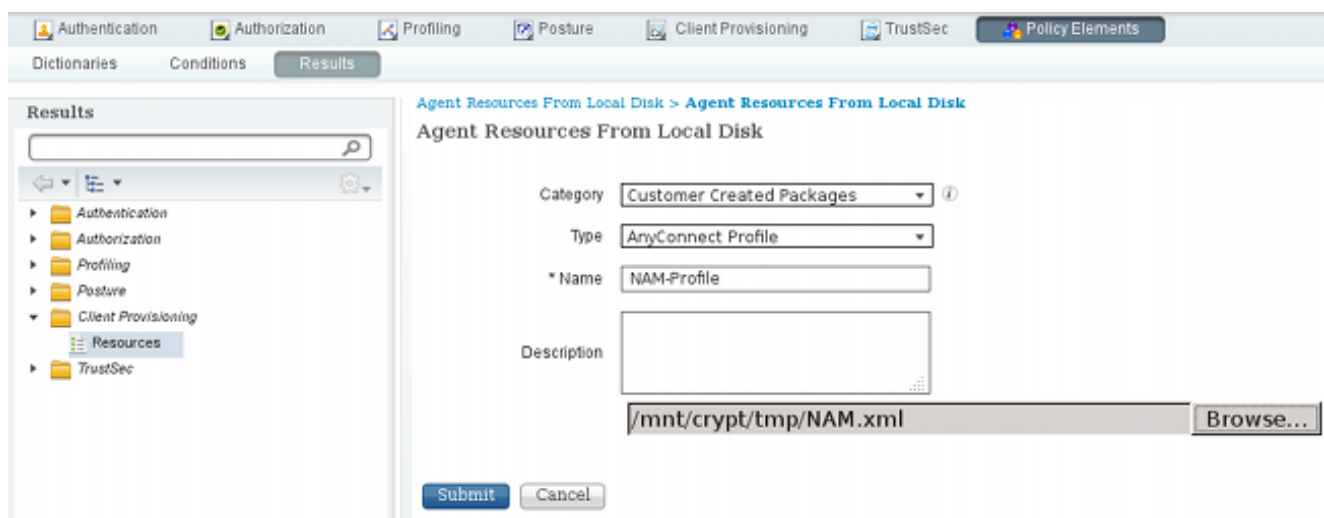 Authentication Authorization Profiling Posture Client Provisioning TrustSec Policy Elements
Dictionaries Conditions Results
Results
Authentication
Authorization
Profiling
Posture
Client Provisioning
Resources
TrustSec
Agent Resources From Local Disk > Agent Resources From Local Disk
Agent Resources From Local Disk
Category Customer Created Packages i
Type AnyConnect Profile
* Name NAM-Profile
Description
/mnt/crypt/tmp/NAM.xml Browse...
Submit Cancel